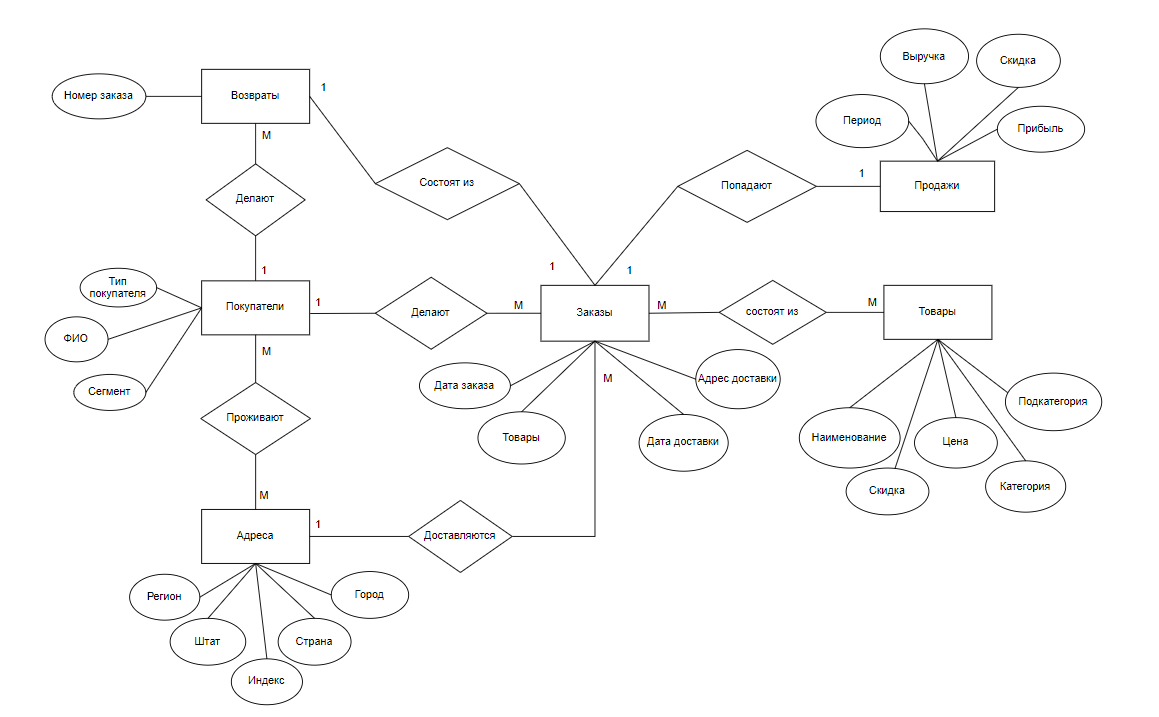 Выручка
Скидка
Номер заказа
Возвраты
1
Период
Прибыль
М
Состоят из
Попадают
1
Продажи
Делают
1
1
1
Тип
покупателя
Покупатели
1
Делают
М
Заказы
М
состоят из
М
Товары
ФИО
М
Сегмент
Дата заказа
М
Адрес доставки
Подкатегория
Проживают
Товары
Дата доставки
Наименование
Цена
Скидка
Категория
М
Адреса
1
Доставляются
Регион
Город
Штат
Страна
Индекс